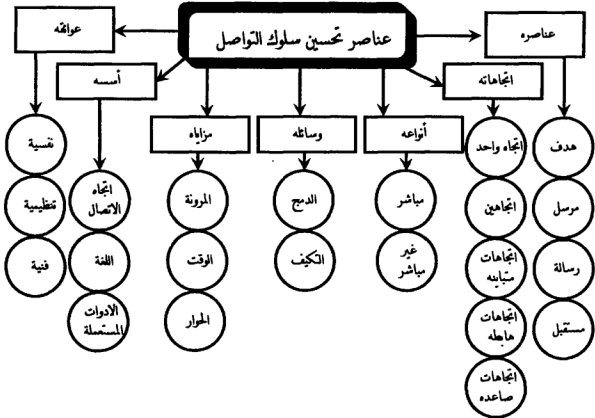 عناصر تحسين سلوك التواصل
عناصره
هدف
مرسل
رسالة
مستقبل
اتجاهاته
اتجاه واحد
اتجاهين
اتجاهات
متباينه
اتجاهات
هابطه
اتجاهات
صاعده
أنواعه
مباشر
غير
مباشر
وسائله
الدمج
التكيف
مزاياه
المرونة
الوقت
الحوار
أسسه
اتجاه
الاتصال
اللغة
الادوات
المستعملة
عوائقه
نفسية
تنظيمية
فنية